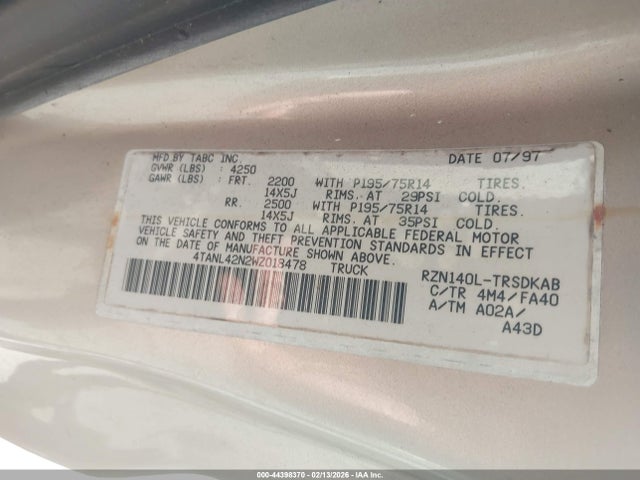 MFD.BY TABC INC. DATE 07/97
GVWR (LBS) : 4250
GAWR (LBS) : FRT. 2200 WITH P195/75R14 TIRES.
14X5J RIMS. AT 29PSI COLD.
RR. 2500 WITH P195/75R14 TIRES.
14X5J RIMS. AT 35PSI COLD.
THIS VEHICLE CONFORMS TO ALL APPLICABLE FEDERAL MOTOR
VEHICLE SAFETY AND THEFT PREVENTION STANDARDS IN EFFECT
ON THE DATE OF MANUFACTURE SHOWN ABOVE.
4TANL42N2WZ013478 TRUCK
RZN140L-TRSDKAB
C/TR 4M4/FA40
A/TM A02A/
A43D
000-44398370 - 02/13/2026 - IAA Inc.